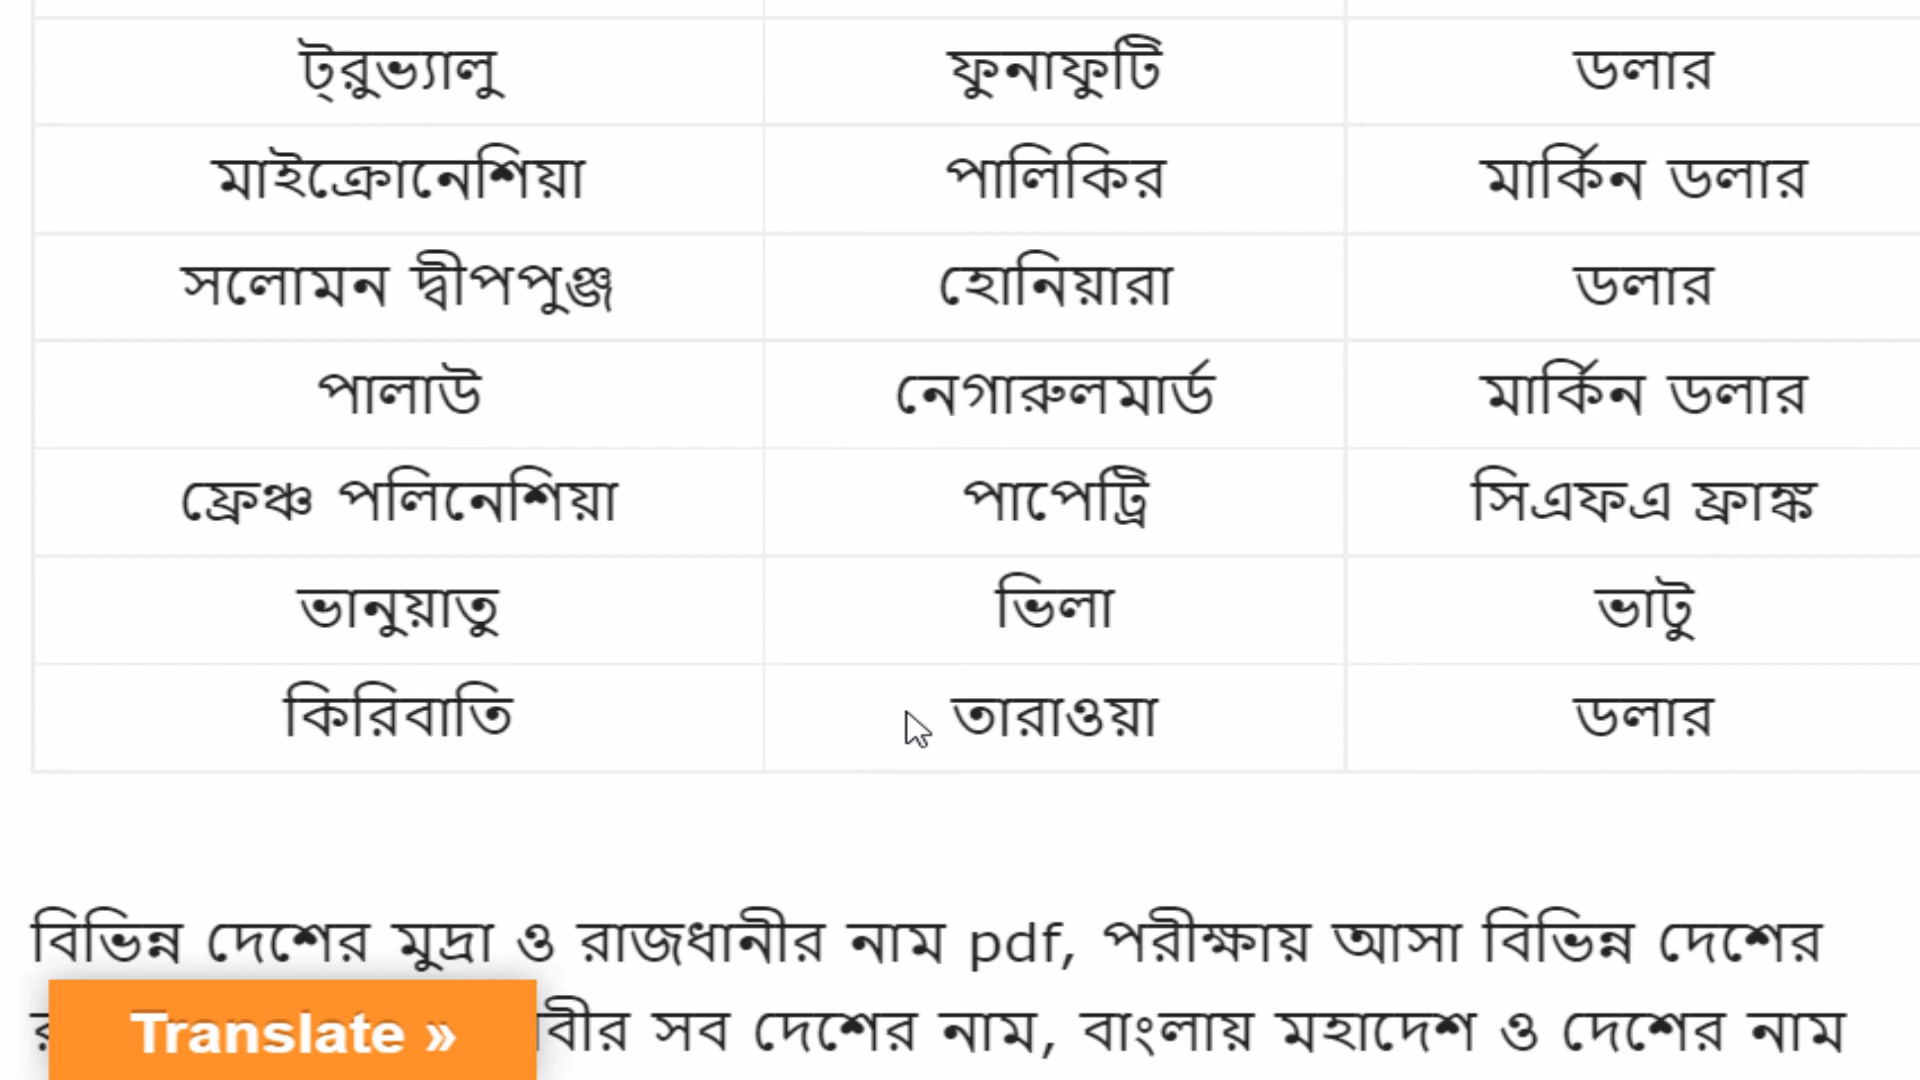 ট্রুভ্যালু ফুনাফুটি ডলার
মাইক্রোনেশিয়া পালিকির মার্কিন ডলার
সলোমন দ্বীপপুঞ্জ হোনিয়ারা ডলার
পালাউ নেগারুলমার্ড মার্কিন ডলার
ফ্রেঞ্চ পলিনেশিয়া পাপেট্রি সিএফএ ফ্রাঙ্ক
ভানুয়াতু ভিলা ভাটু
কিরিবাতি তারাওয়া ডলার
বিভিন্ন দেশের মুদ্রা ও রাজধানীর নাম pdf, পরীক্ষায় আসা বিভিন্ন দেশের
সব দেশের নাম, বাংলায় মহাদেশ ও দেশের নাম
Translate »